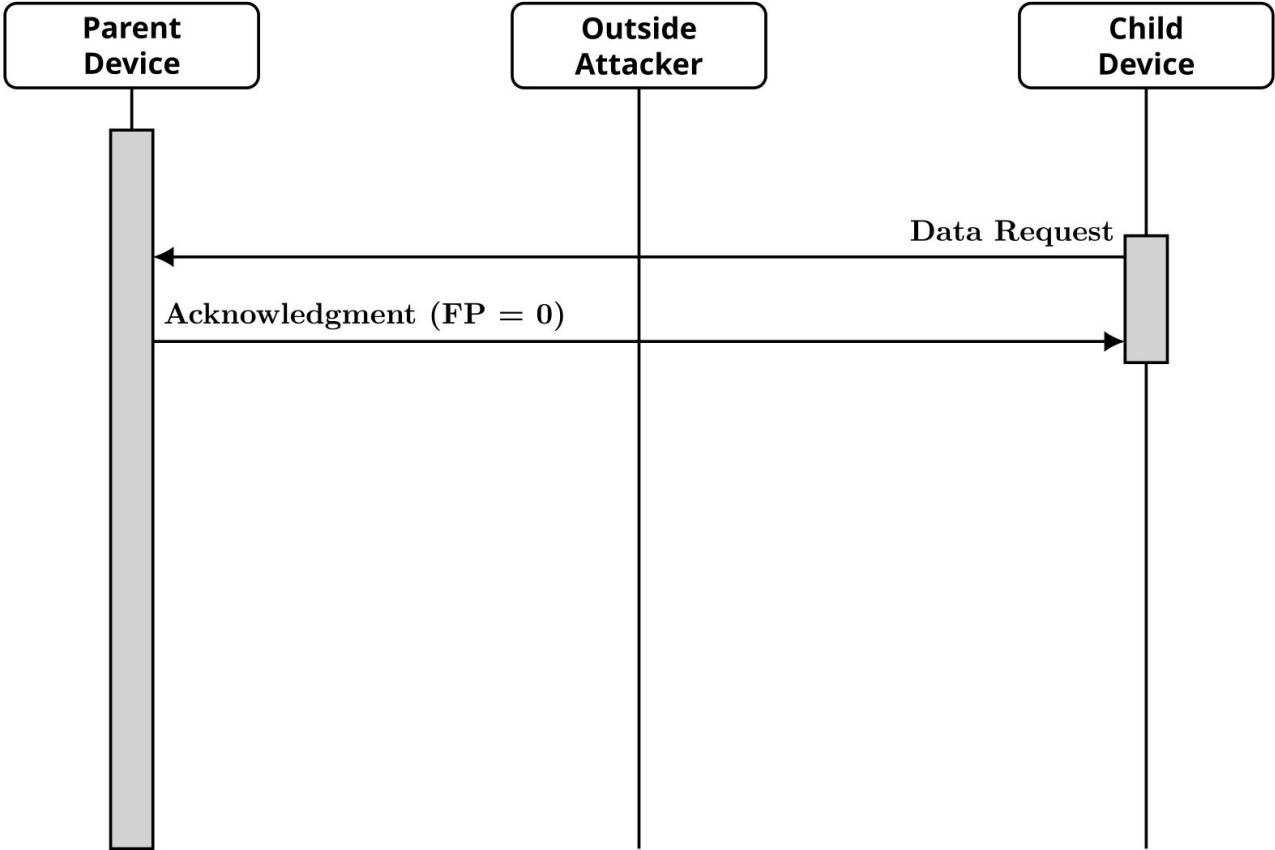 Parent
Device
Outside
Attacker
Child
Device
Data Request
Acknowledgment (FP = 0)